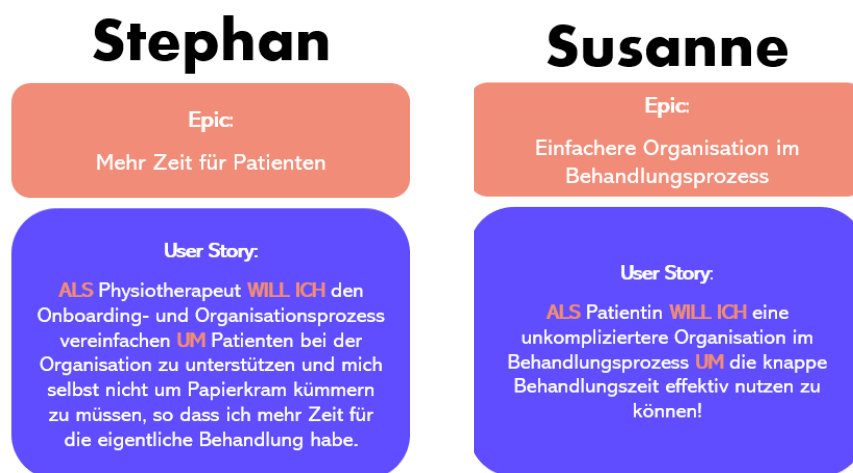 Stephan
Epic:
Mehr Zeit für Patienten
User Story:
ALS Physiotherapeut WILL ICH den
Onboarding- und Organisationsprozess
vereinfachen UM Patienten bei der
Organisation zu unterstützen und mich
selbst nicht um Papierkram kümmern
zu müssen, so dass ich mehr Zeit für
die eigentliche Behandlung habe.
Susanne
Epic:
Einfachere Organisation im
Behandlungsprozess
User Story:
ALS Patientin WILL ICH eine
unkompliziertere Organisation im
Behandlungsprozess UM die knappe
Behandlungszeit effektiv nutzen zu
können!